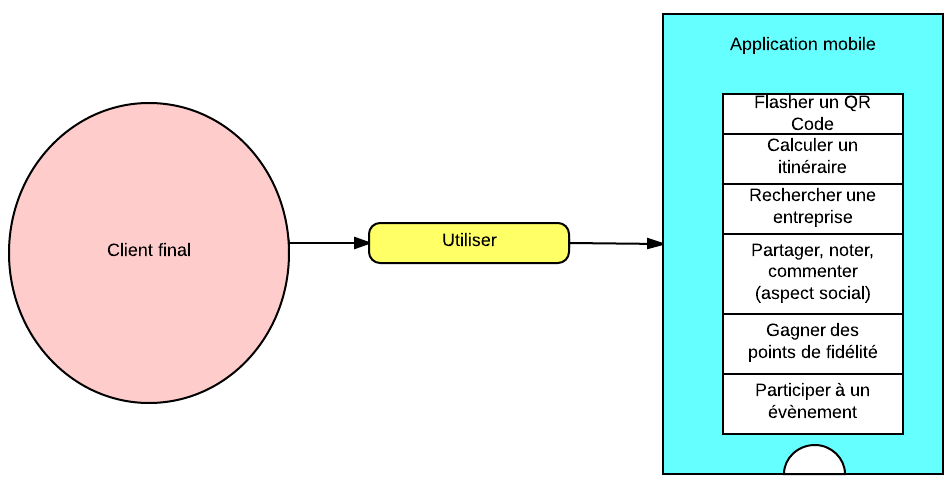 Application mobile
Flasher un QR
Code
Calculer un
itinéraire
Rechercher une
entreprise
Client final
Utiliser
Partager, noter,
commenter
(aspect social)
Gagner des
points de fidélité
Participer à un
évènement